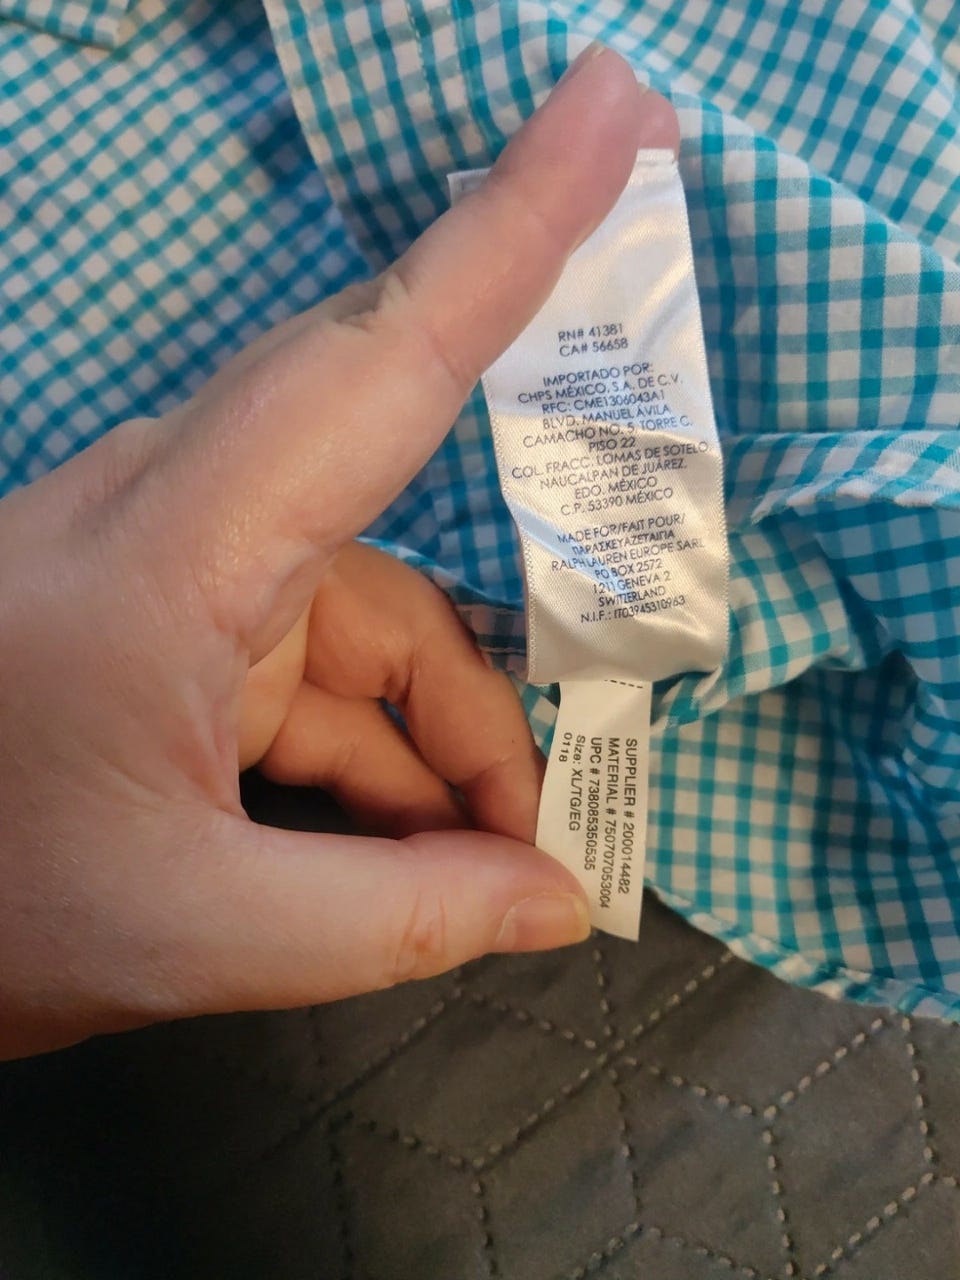 RN# 41381
CA# 56658
IMPORTADO POR:
CHPS MÉXICO, S.A. DE C.V.
RFC: CME1306043A1
BLVD. MANUEL ÁVILA
CAMACHO NO. 5, TORRE C.
PISO 22
COL. FRACC. LOMAS DE SOTELO
NAUCALPAN DE JUÁREZ,
EDO. MÉXICO
C.P. 53390 MÉXICO
MADE FOR/FAIT POUR/
ΠΑΡΑΣΚΕΥΑΖΕΤΑΙΓΙΑ
RALPH LAUREN EUROPE SARL
PO BOX 2572
1211 GENEVA 2
SWITZERLAND
N.I.F.: IT03945310963
SUPPLIER # 200014482
MATERIAL # 750707053004
UPC # 738085350535
Size: XL/TG/EG
0118